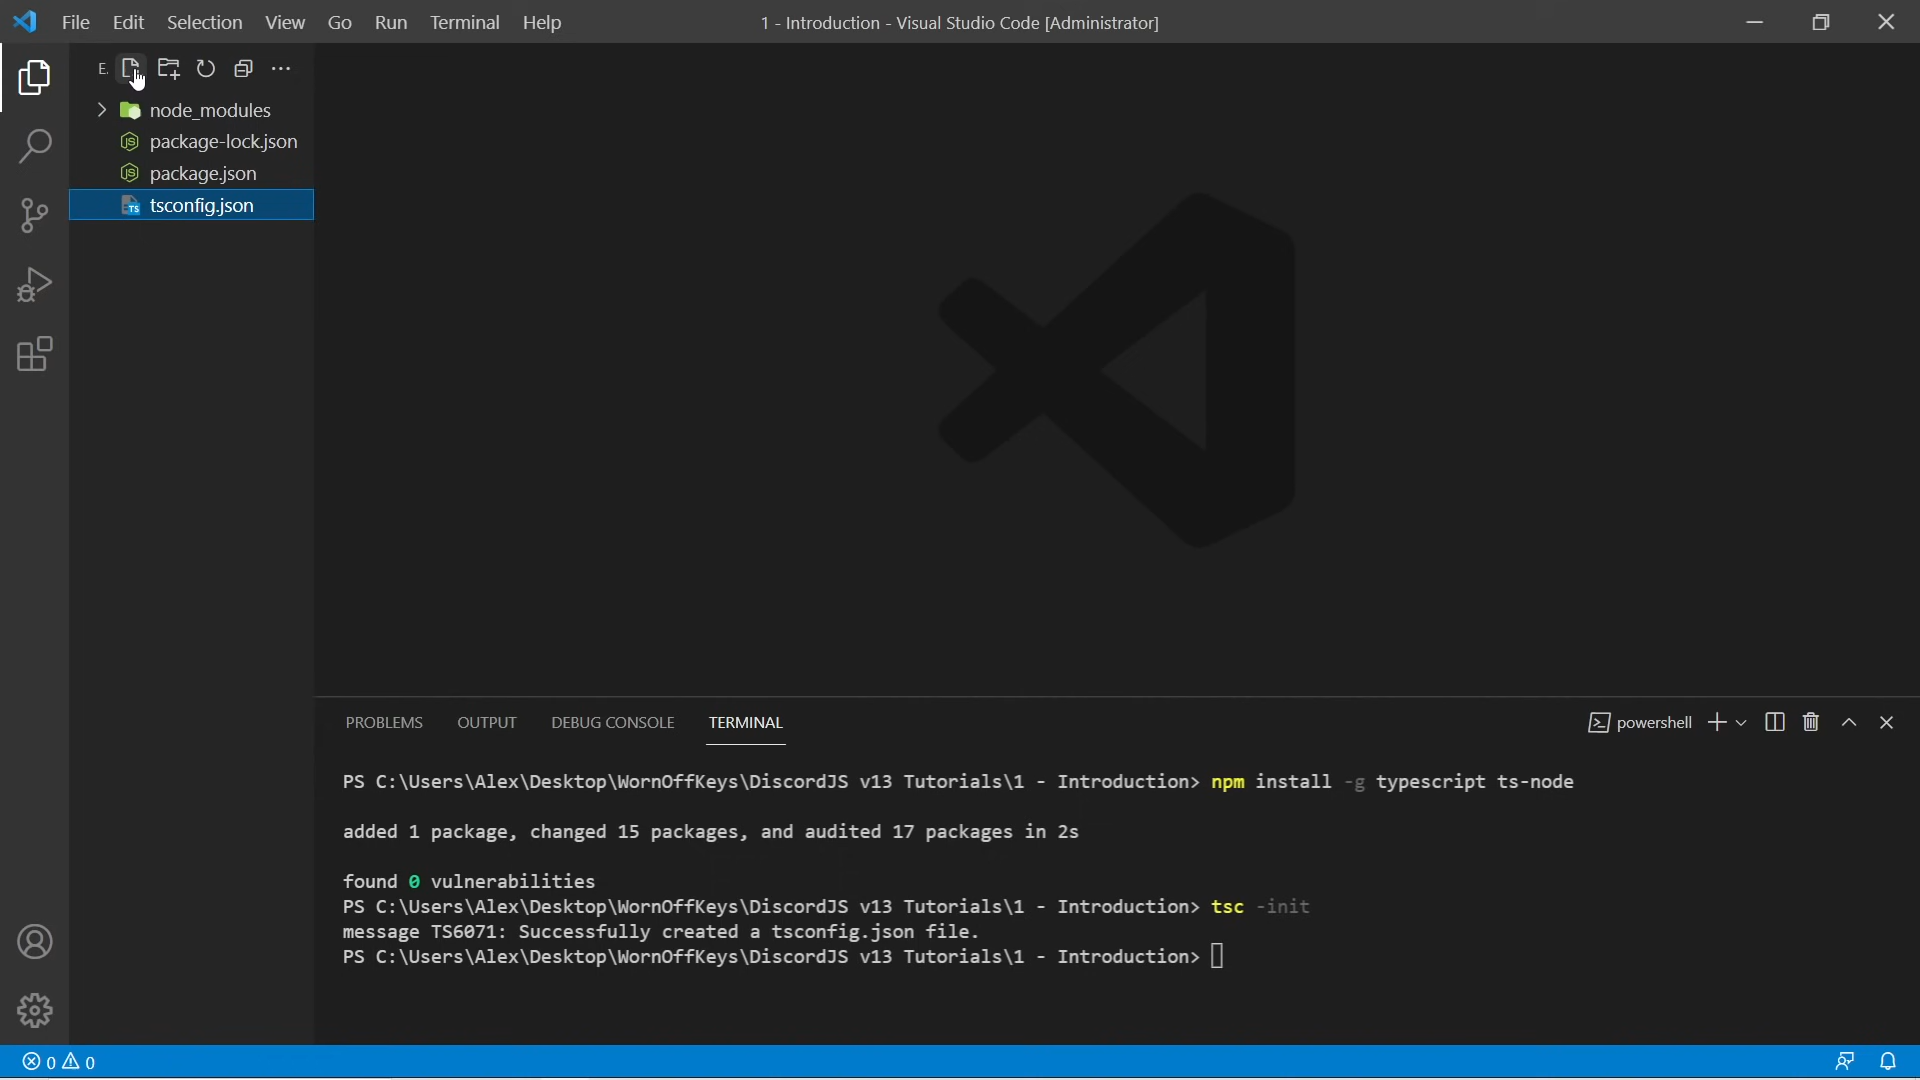 File Edit Selection View Go Run Terminal Help
1 - Introduction - Visual Studio Code [Administrator]
E.
node_modules
package-lock.json
package.json
tsconfig.json
PROBLEMS OUTPUT DEBUG CONSOLE TERMINAL
powershell
PS C:\Users\Alex\Desktop\WornOffKeys\DiscordJS v13 Tutorials\1 - Introduction> npm install -g typescript ts-node
added 1 package, changed 15 packages, and audited 17 packages in 2s
found 0 vulnerabilities
PS C:\Users\Alex\Desktop\WornOffKeys\DiscordJS v13 Tutorials\1 - Introduction> tsc -init
message TS6071: Successfully created a tsconfig.json file.
PS C:\Users\Alex\Desktop\WornOffKeys\DiscordJS v13 Tutorials\1 - Introduction>
0 0